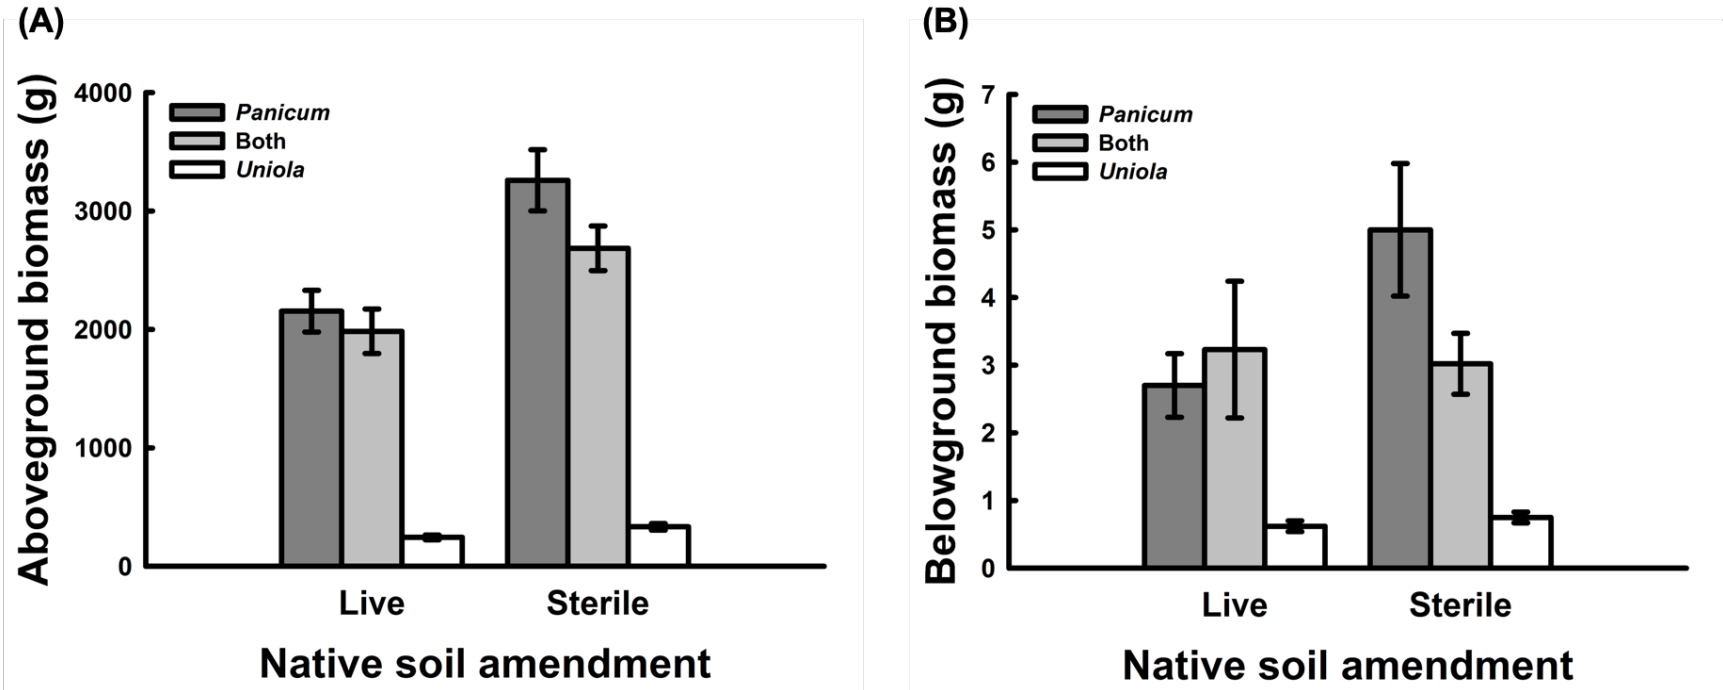 (A)
Aboveground biomass (g)
4000
3000
2000
1000
0
Panicum
Both
Uniola
Live
Sterile
Native soil amendment
(B)
Belowground biomass (g)
7
6
5
4
3
2
1
0
Panicum
Both
Uniola
Live
Sterile
Native soil amendment